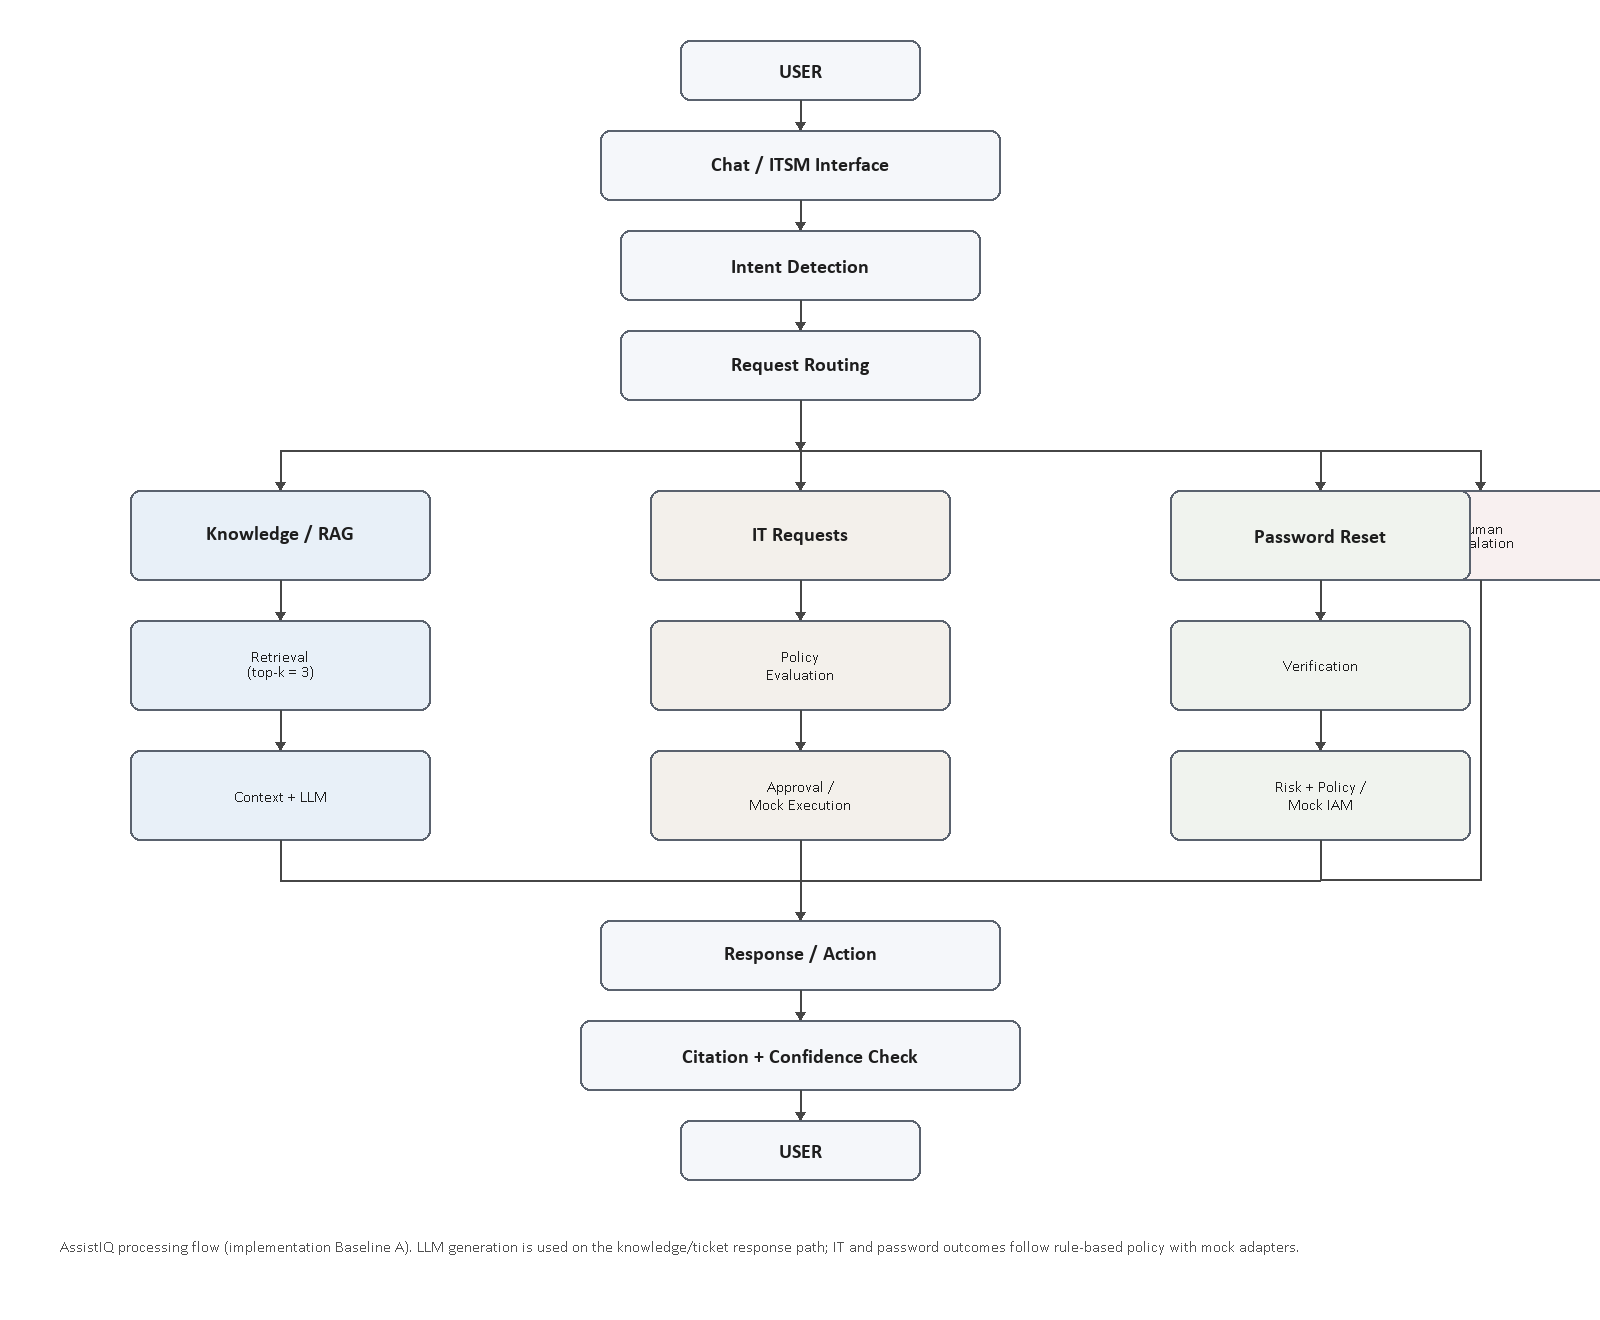 USER
Chat / ITSM Interface
Intent Detection
Request Routing
Knowledge / RAG
IT Requests
Password Reset
uman
alation
Retrieval
(top-k = 3)
Policy
Evaluation
Verification
Context + LLM
Approval /
Mock Execution
Risk + Policy /
Mock IAM
Response / Action
Citation + Confidence Check
USER
AssistIQ processing flow (implementation Baseline A). LLM generation is used on the knowledge/ticket response path; IT and password outcomes follow rule-based policy with mock adapters.